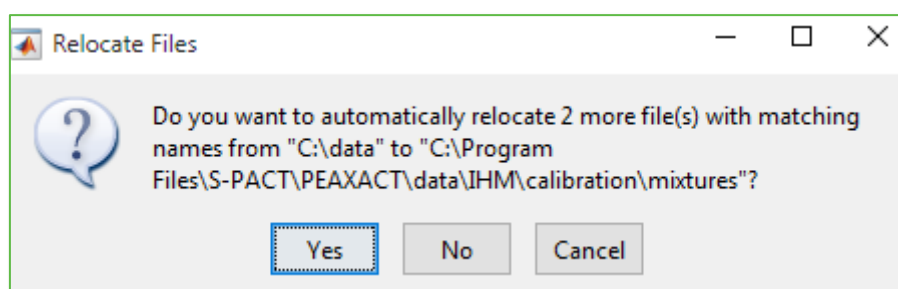 Relocate Files
Do you want to automatically relocate 2 more file(s) with matching
names from "C:\data" to "C:\Program
Files\S-PACT\PEAXACT\data\IHM\calibration\mixtures"?
Yes No Cancel